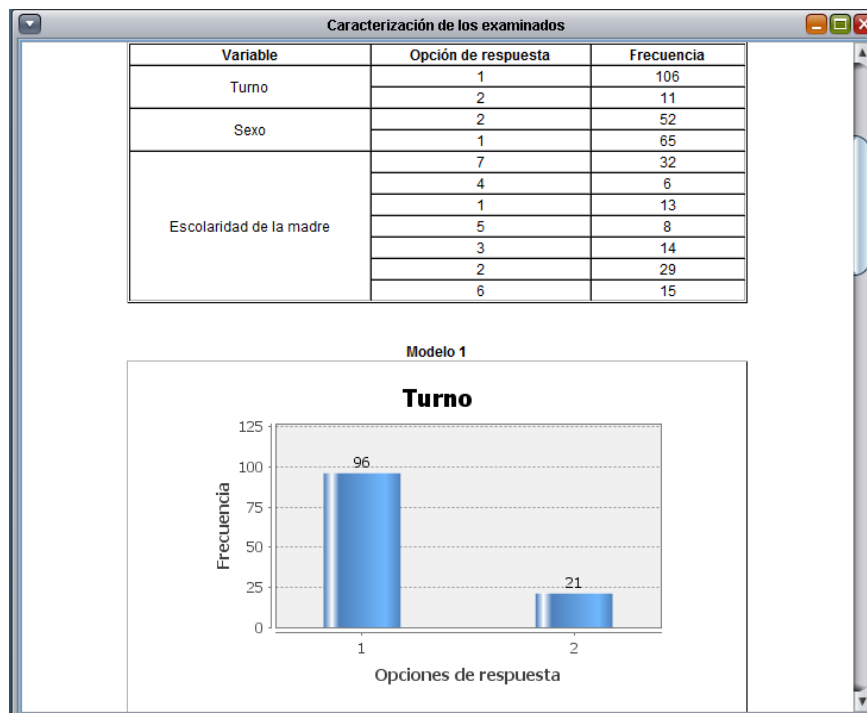 Caracterización de los examinados
Variable Opción de respuesta Frecuencia
Turno 1 106
2 11
Sexo 2 52
1 65
Escolaridad de la madre 7 32
4 6
1 13
5 8
3 14
2 29
6 15
Modelo 1
Turno
125
100
75
50
25
0
Frecuencia
96
21
1 2
Opciones de respuesta